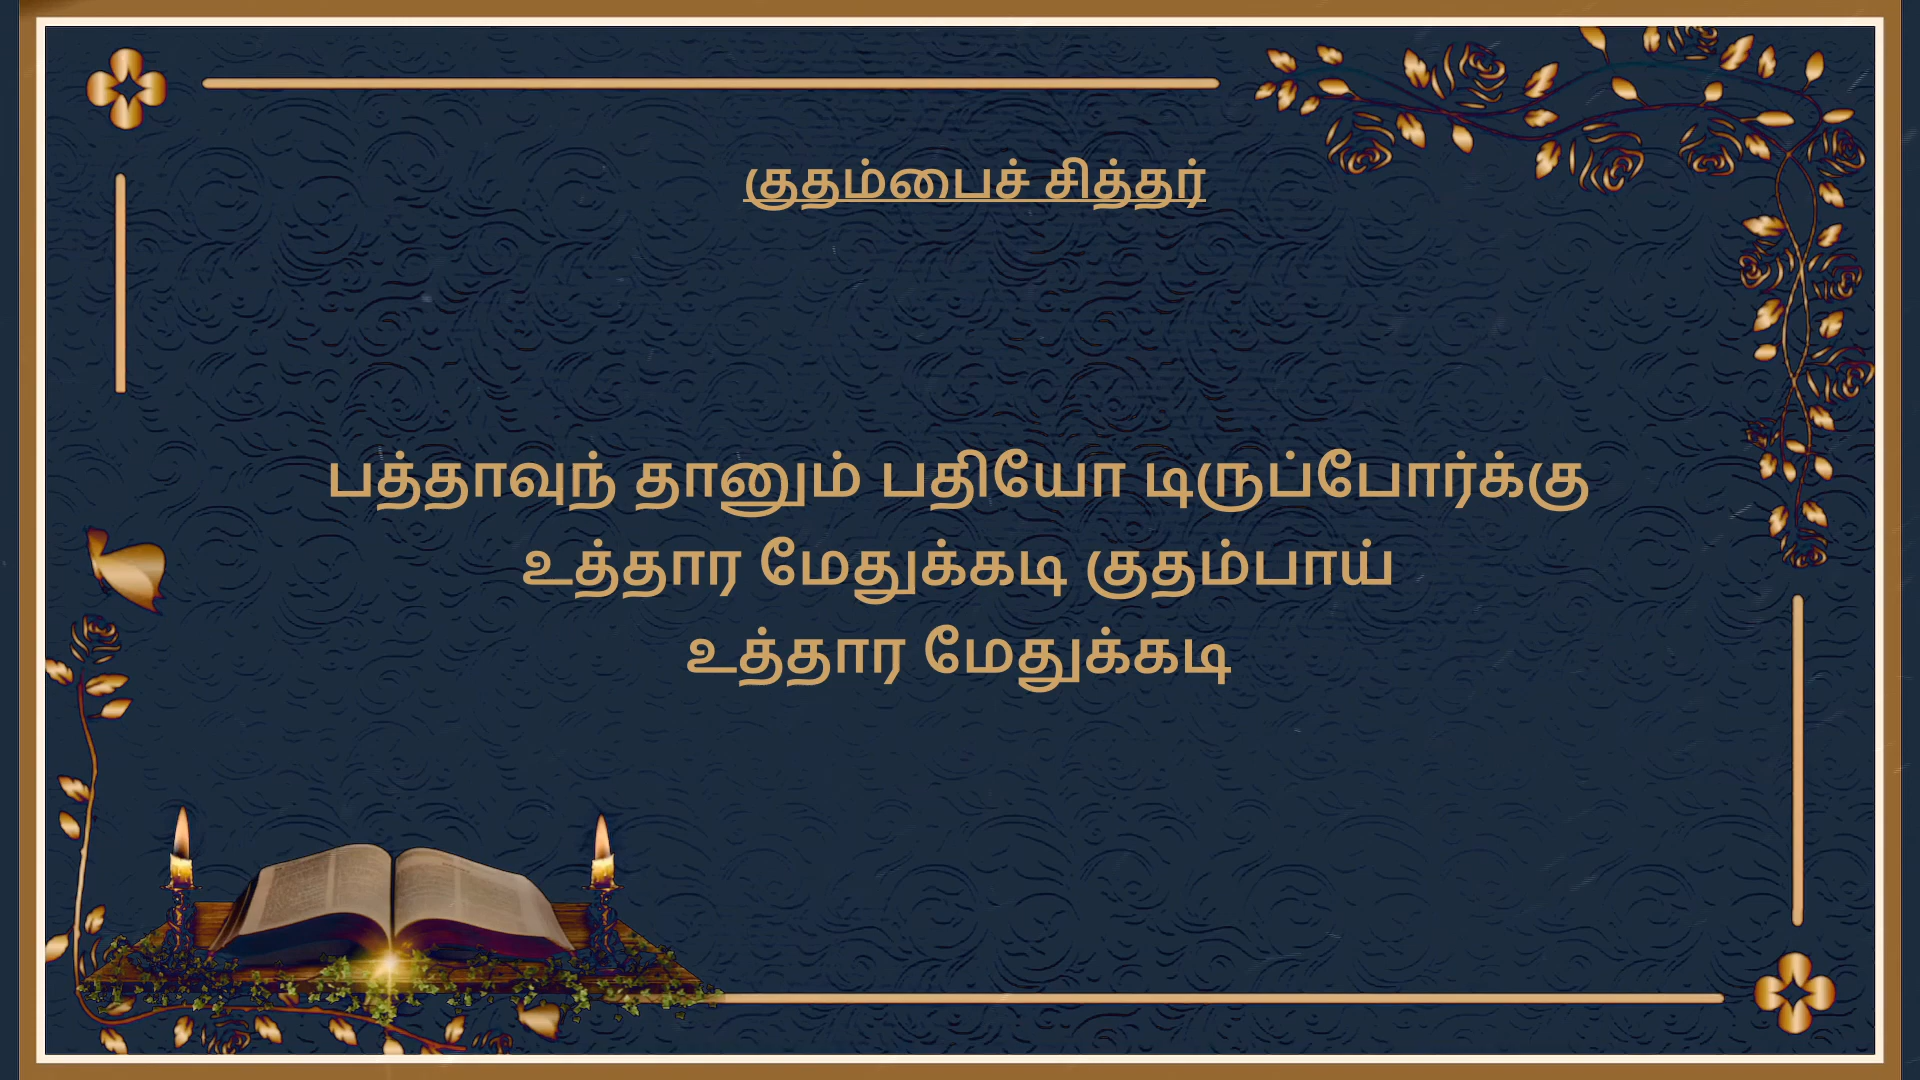 குதம்பைச் சித்தர்
பத்தாவுந் தானும் பதியோ டிருப்போர்க்கு
உத்தார மேதுக்கடி குதம்பாய்
உத்தார மேதுக்கடி